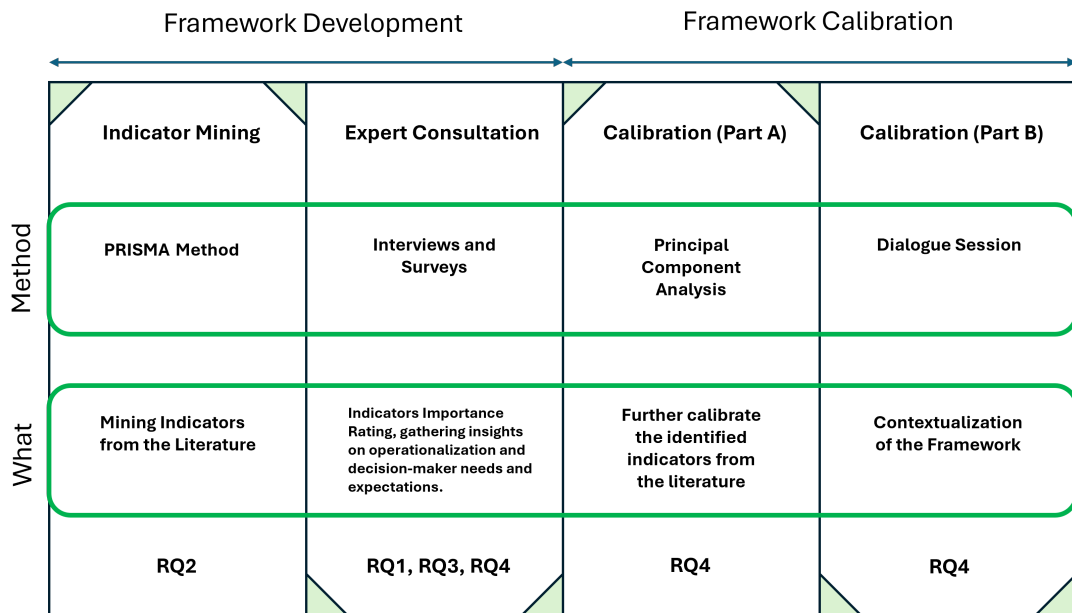 Framework Development
Framework Calibration
Indicator Mining
Expert Consultation
Calibration (Part A)
Calibration (Part B)
Method
PRISMA Method
Interviews and
Surveys
Principal
Component
Analysis
Dialogue Session
What
Mining Indicators
from the Literature
Indicators Importance
Rating, gathering insights
on operationalization and
decision-maker needs and
expectations.
Further calibrate
the identified
indicators from
the literature
Contextualization
of the Framework
RQ2
RQ1, RQ3, RQ4
RQ4
RQ4